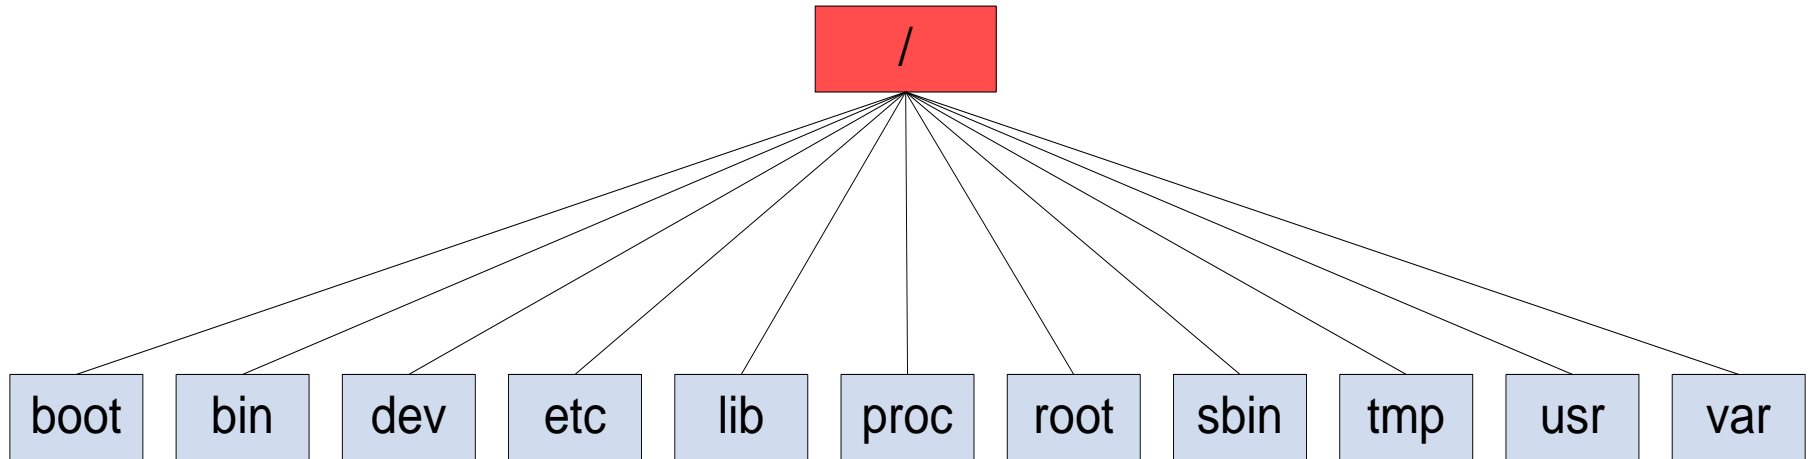 /
boot bin dev etc lib proc root sbin tmp usr var